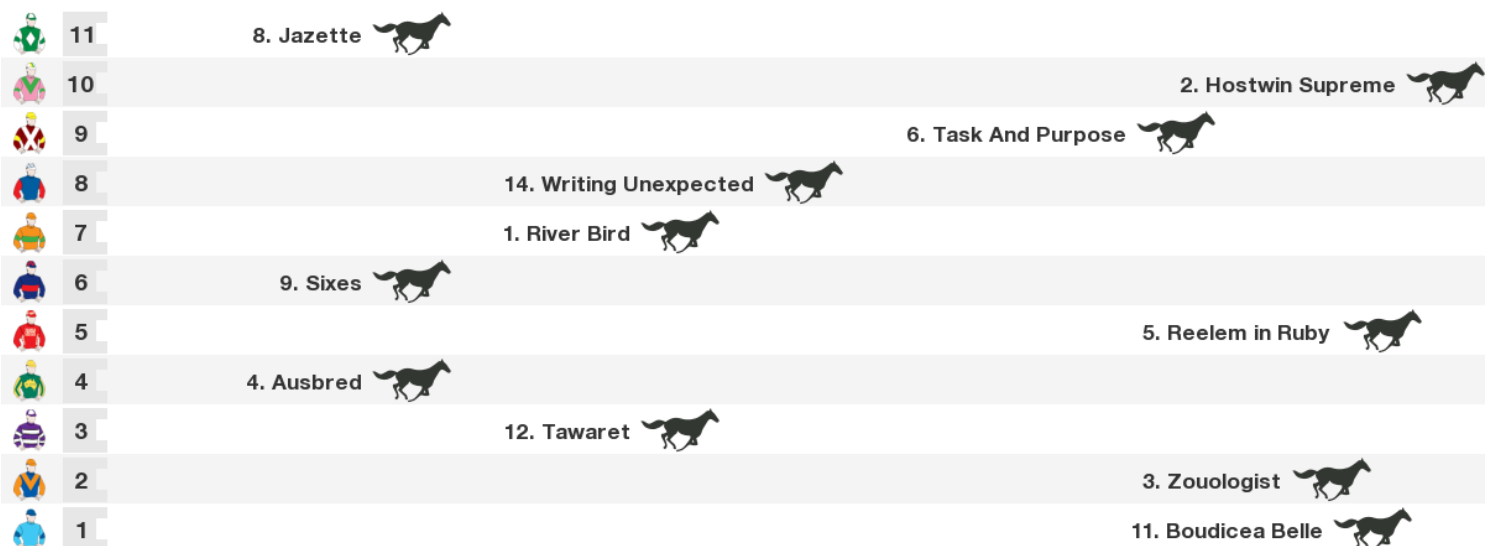 11 8. Jazette
10 2. Hostwin Supreme
9 6. Task And Purpose
8 14. Writing Unexpected
7 1. River Bird
6 9. Sixes
5 5. Reelem in Ruby
4 4. Ausbred
3 12. Tawaret
2 3. Zouologist
1 11. Boudicea Belle